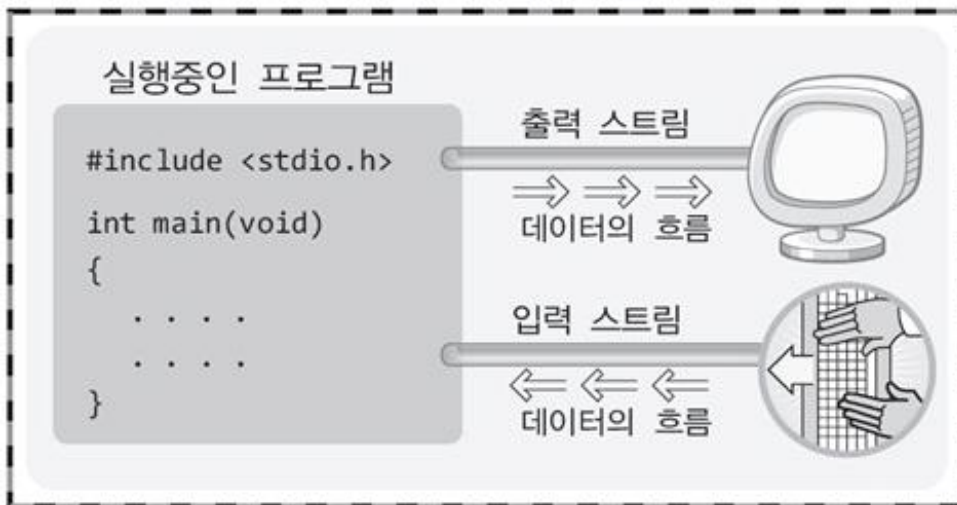 실행중인 프로그램
#include <stdio.h>
int main(void)
{
. . . .
. . . .
}
출력 스트림
데이터의 흐름
입력 스트림
데이터의 흐름